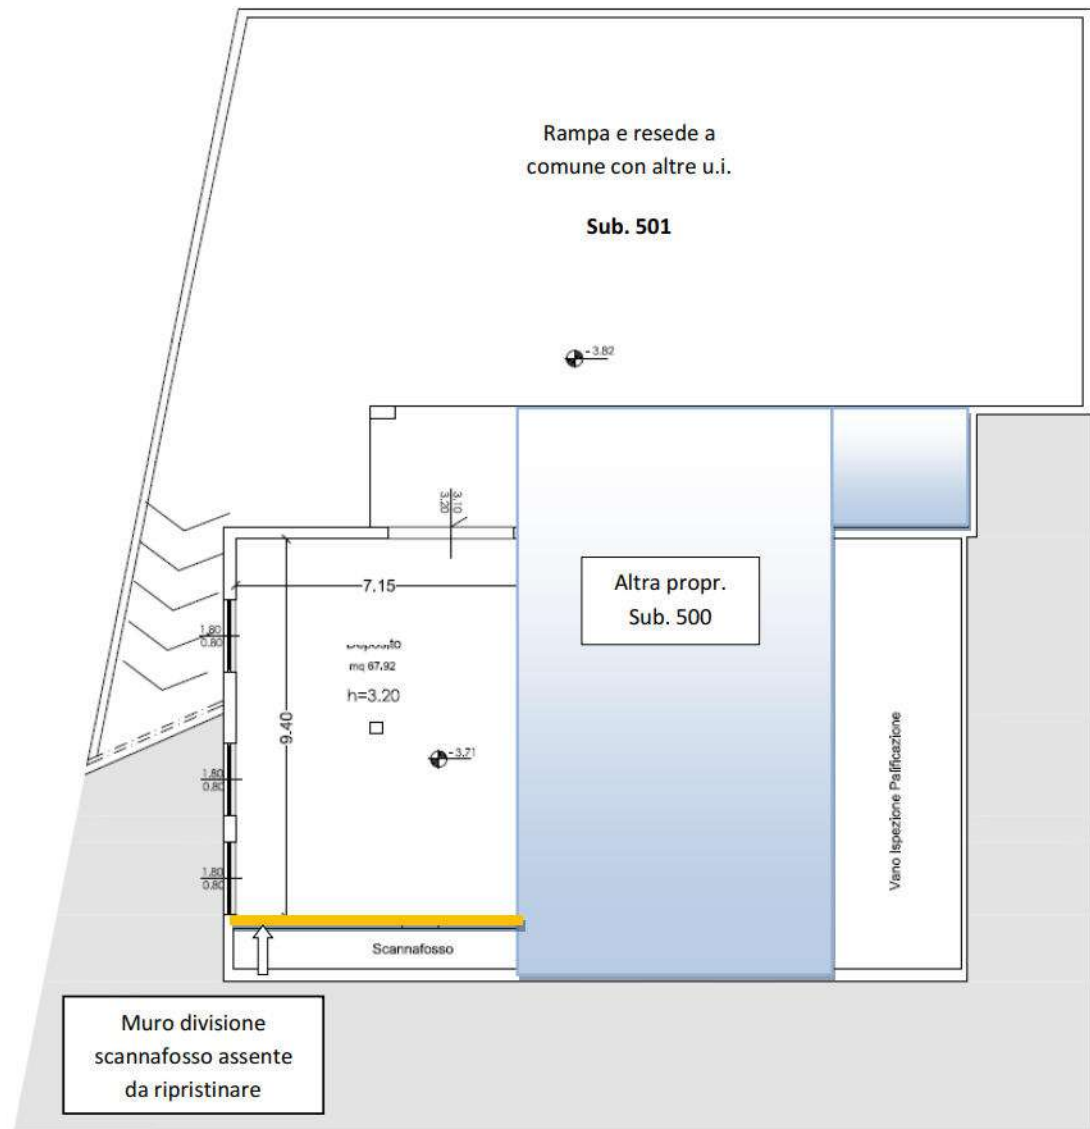 Rampa e resede a
comune con altre u.i.
Sub. 501
- 3.82
3.10
3.20
7.15
Altra propr.
Sub. 500
1.80
0.80
mq 67.92
h=3.20
9.40
-3.71
1.80
0.80
Vano Ispezione Palificazione
1.80
0.80
Scannafosso
Muro divisione
scannafosso assente
da ripristinare